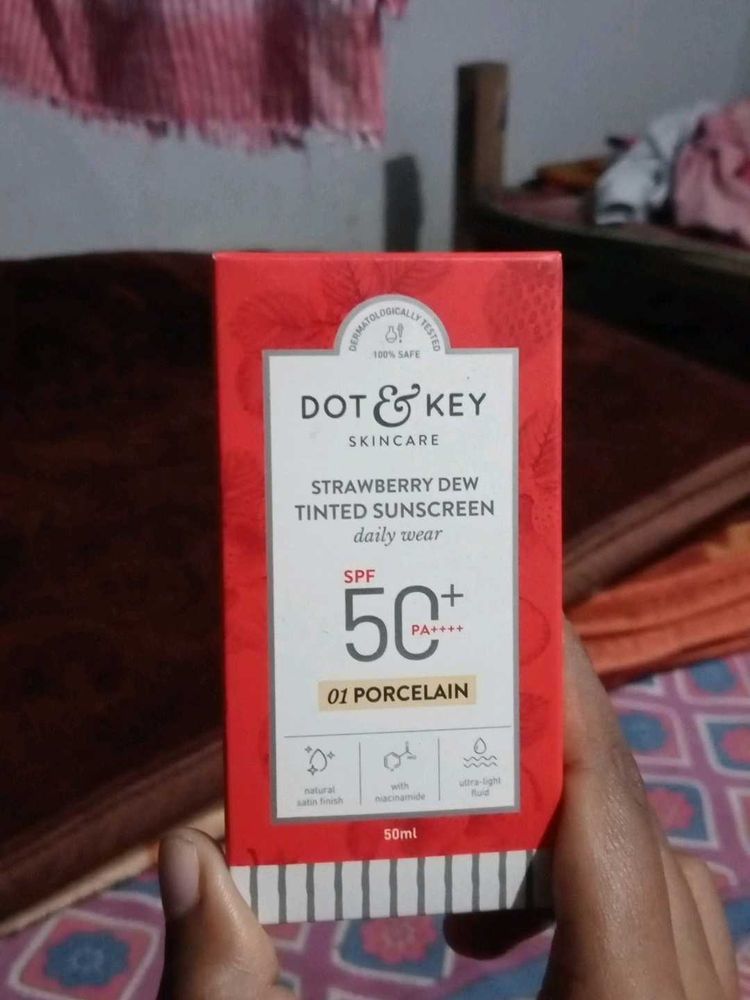 DERMATOLOGICALLY TESTED
100% SAFE
DOT & KEY
SKINCARE
STRAWBERRY DEW
TINTED SUNSCREEN
daily wear
SPF
50+
PA++++
01 PORCELAIN
natural
satin finish
with
niacinamide
ultra-light
fluid
50ml